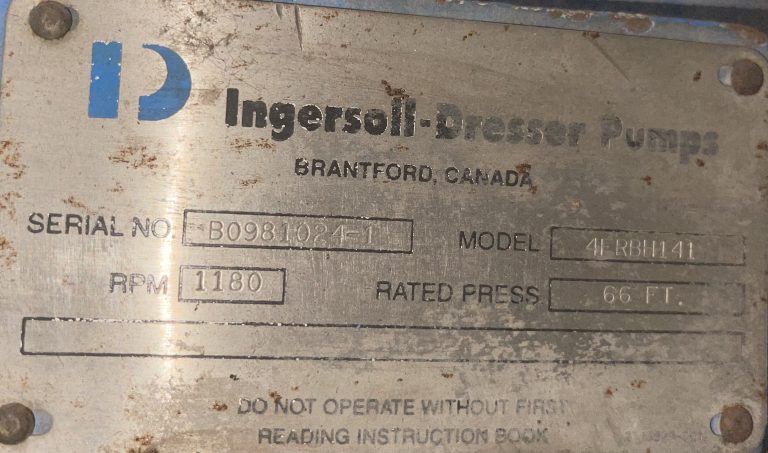 Ingersoll-Dresser Pumps
BRANTFORD, CANADA
SERIAL NO. B0981024-1 MODEL 4FRBH141
RPM 1180 RATED PRESS 66 FT.
DO NOT OPERATE WITHOUT FIRST
READING INSTRUCTION BOOK